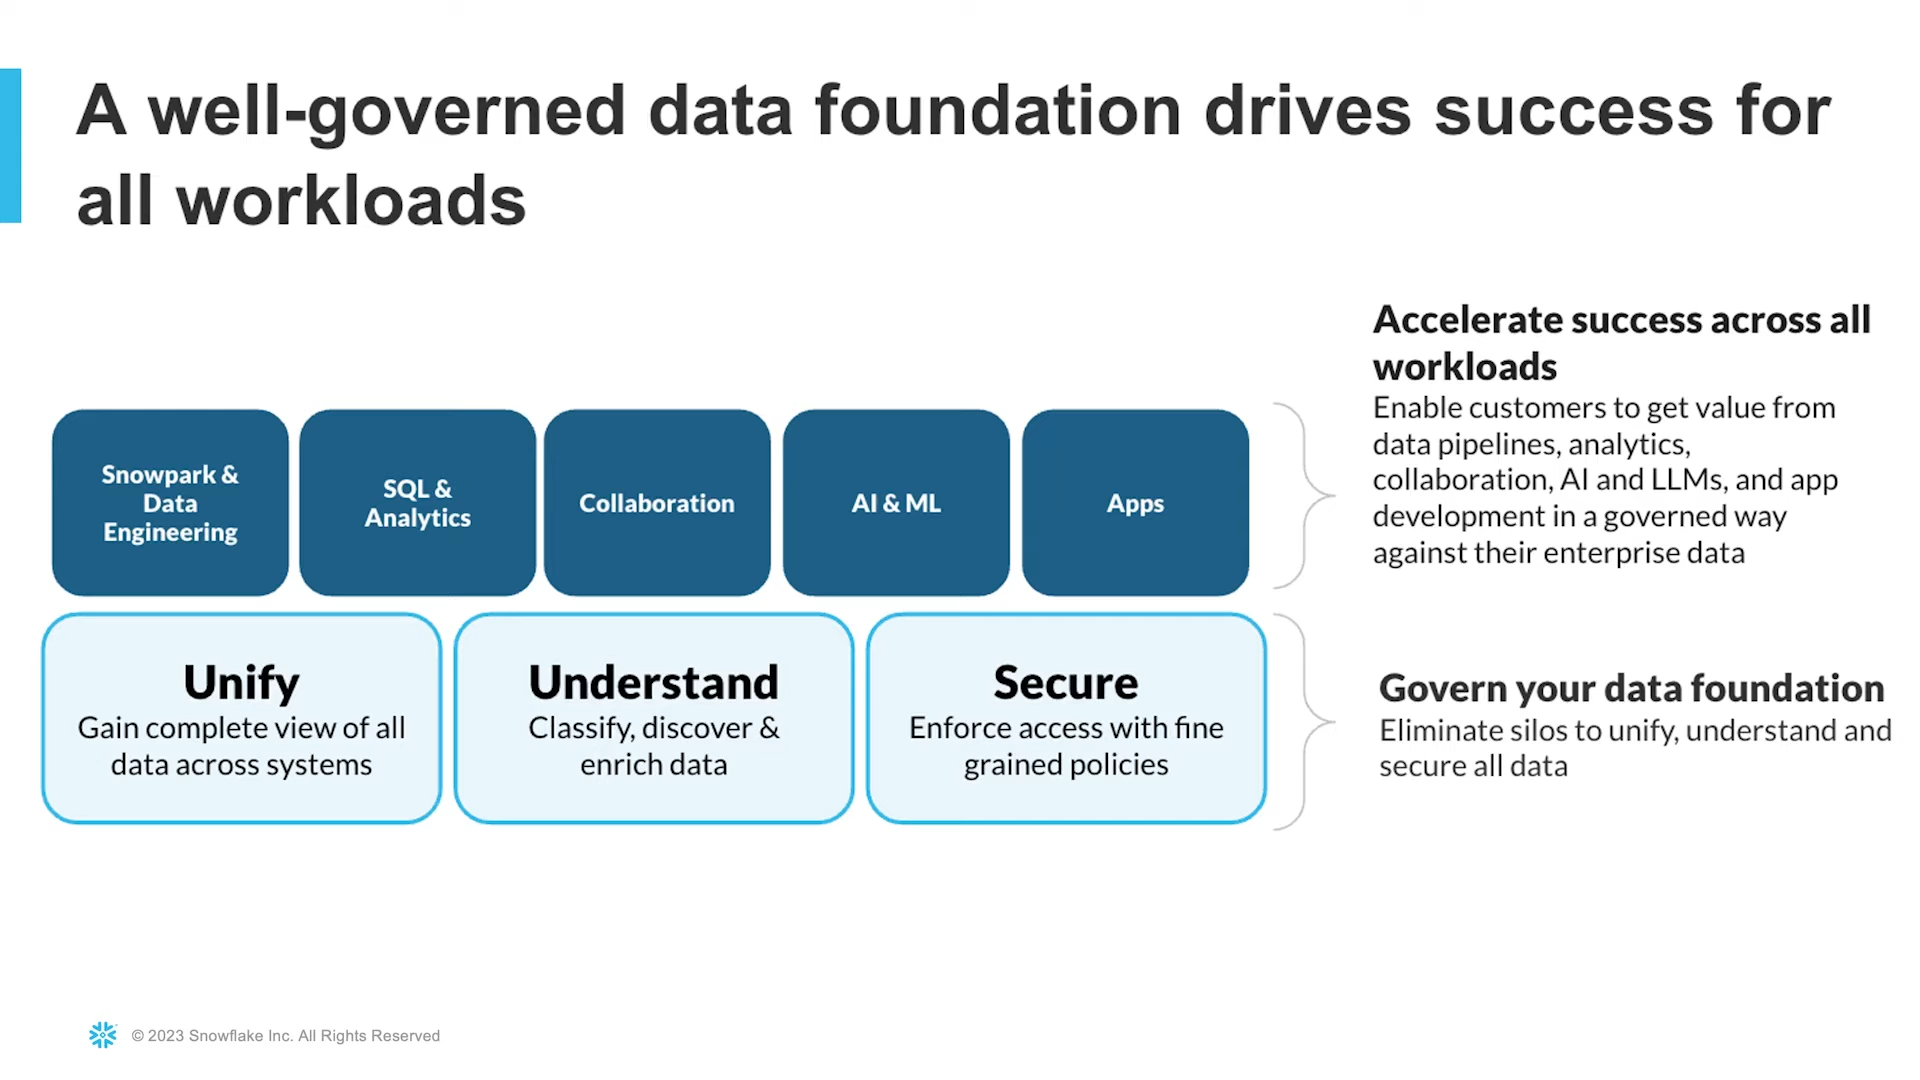 A well-governed data foundation drives success for
all workloads
Snowpark &
Data
Engineering
SQL &
Analytics
Collaboration
AI & ML
Apps
Accelerate success across all
workloads
Enable customers to get value from
data pipelines, analytics,
collaboration, AI and LLMs, and app
development in a governed way
against their enterprise data
Unify
Gain complete view of all
data across systems
Understand
Classify, discover &
enrich data
Secure
Enforce access with fine
grained policies
Govern your data foundation
Eliminate silos to unify, understand and
secure all data
© 2023 Snowflake Inc. All Rights Reserved